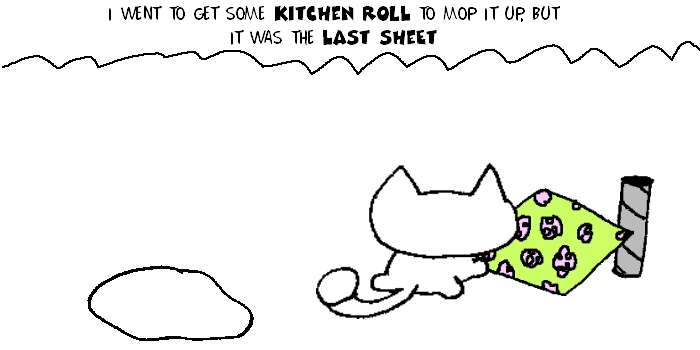 I WENT TO GET SOME KITCHEN ROLL TO MOP IT UP, BUT
IT WAS THE LAST SHEET